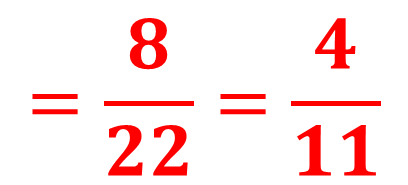 = 8/22 = 4/11